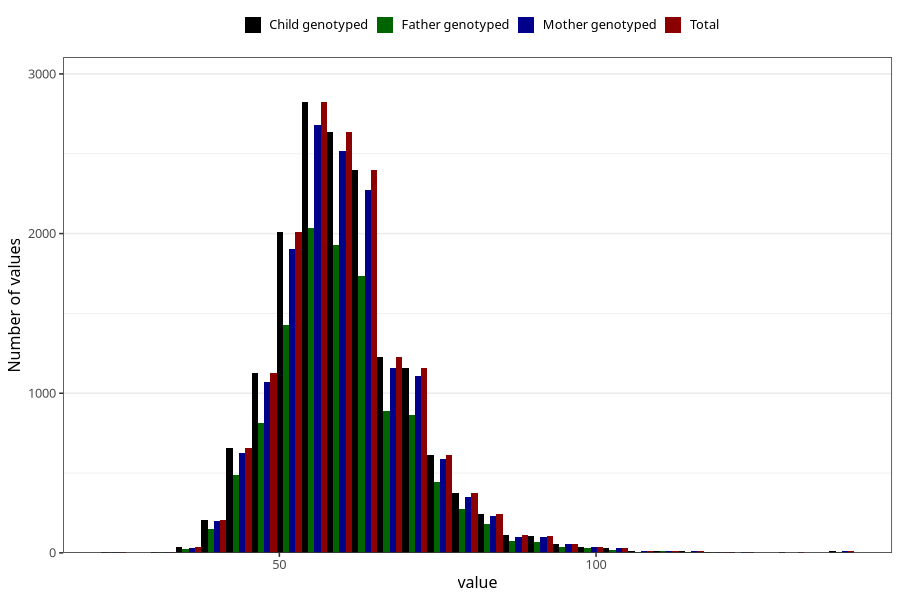 Child genotyped Father genotyped Mother genotyped Total
3000
2000
1000
0
50 100
value
Number of values